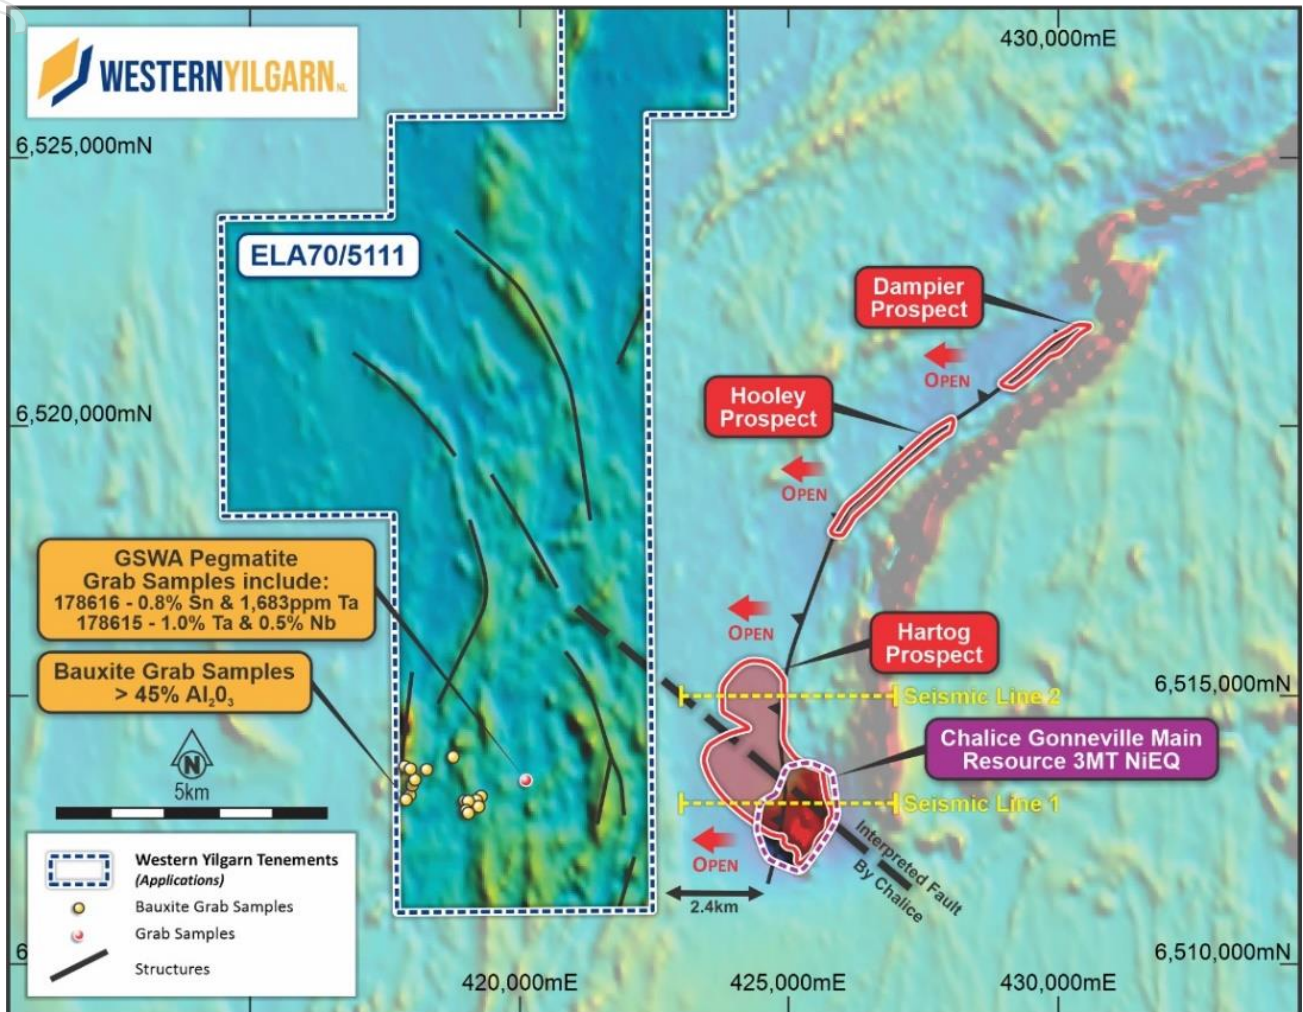 430,000mE
WESTERNYILGARN NL
6,525,000mN
ELA70/5111
Dampier
Prospect
OPEN
Hooley
Prospect
6,520,000mN
OPEN
GSWA Pegmatite
Grab Samples include:
178616 - 0.8% Sn & 1,683ppm Ta
178615 - 1.0% Ta & 0.5% Nb
OPEN
Hartog
Prospect
Bauxite Grab Samples
> 45% Al₂0₃
6,515,000mN
Seismic Line 2
Chalice Gonneville Main
Resource 3MT NiEQ
N
5km
Seismic Line 1
Interpreted Fault
By Chalice
OPEN
2.4km
Western Yilgarn Tenements
(Applications)
Bauxite Grab Samples
Grab Samples
Structures
6
6,510,000mN
420,000mE
425,000mE
430,000mE